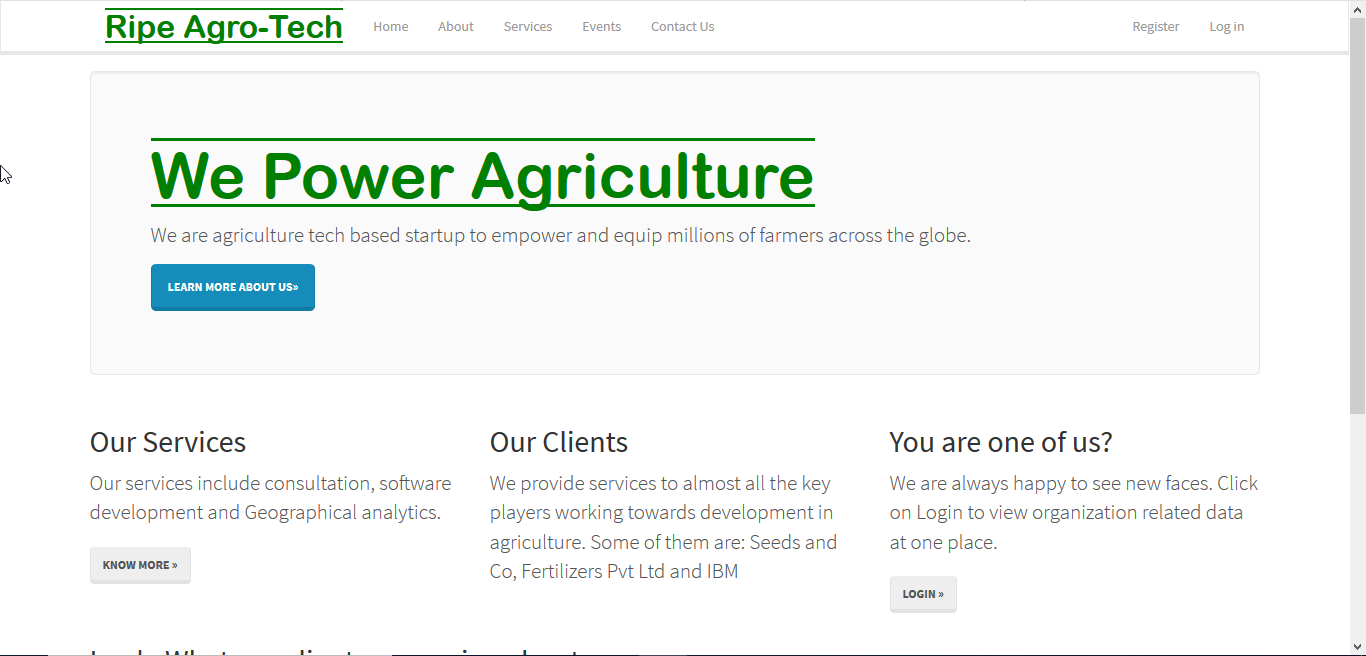 Ripe Agro-Tech Home About Services Events Contact Us Register Log in
We Power Agriculture
We are agriculture tech based startup to empower and equip millions of farmers across the globe.
LEARN MORE ABOUT US»
Our Services
Our services include consultation, software
development and Geographical analytics.
KNOW MORE »
Our Clients
We provide services to almost all the key
players working towards development in
agriculture. Some of them are: Seeds and
Co, Fertilizers Pvt Ltd and IBM
You are one of us?
We are always happy to see new faces. Click
on Login to view organization related data
at one place.
LOGIN »